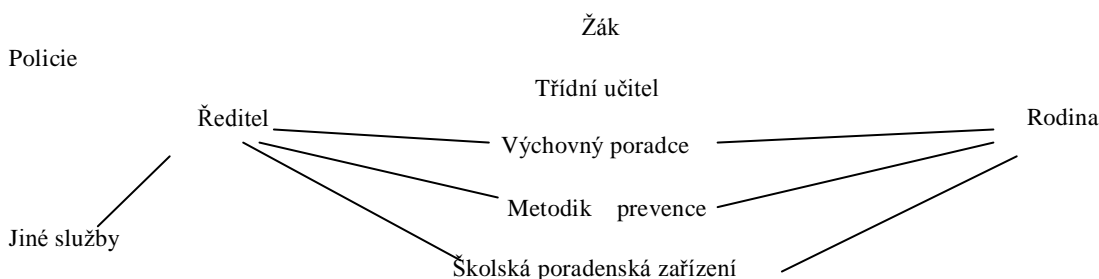 Žák
Policie
Třídní učitel
Ředitel
Rodina
Výchovný poradce
Metodik prevence
Jiné služby
Školská poradenská zařízení